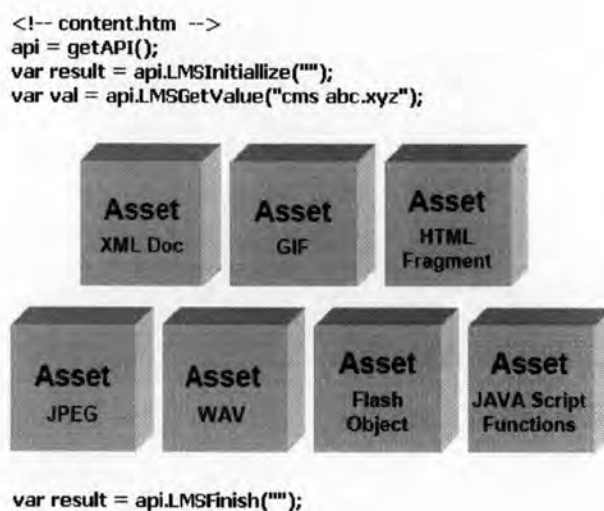 <!-- content.htm -->
api = getAPI();
var result = api.LMSInitiallize("");
var val = api.LMSGetValue("cms abc.xyz");
Asset
XML Doc
Asset
GIF
Asset
HTML
Fragment
Asset
JPEG
Asset
WAV
Asset
Flash
Object
Asset
JAVA Script
Functions
var result = api.LMSFinish("");